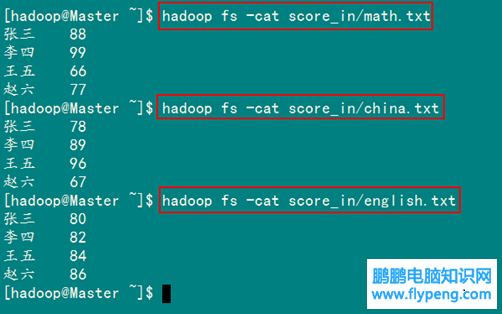 [hadoop@Master ~]$ hadoop fs -cat score_in/math.txt
张三 88
李四 99
王五 66
赵六 77
[hadoop@Master ~]$ hadoop fs -cat score_in/china.txt
张三 78
李四 89
王五 96
赵六 67
[hadoop@Master ~]$ hadoop fs -cat score_in/english.txt
张三 80
李四 82
王五 84
赵六 86
[hadoop@Master ~]$
鹏鹏电脑知识网
www.flypeng.com